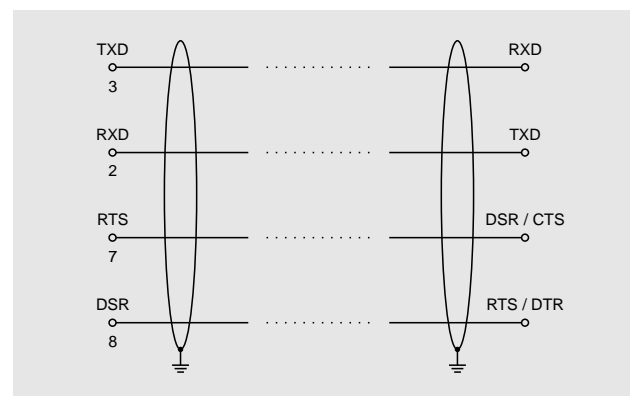 TXD RXD
3
RXD TXD
2
RTS DSR / CTS
7
DSR RTS / DTR
8